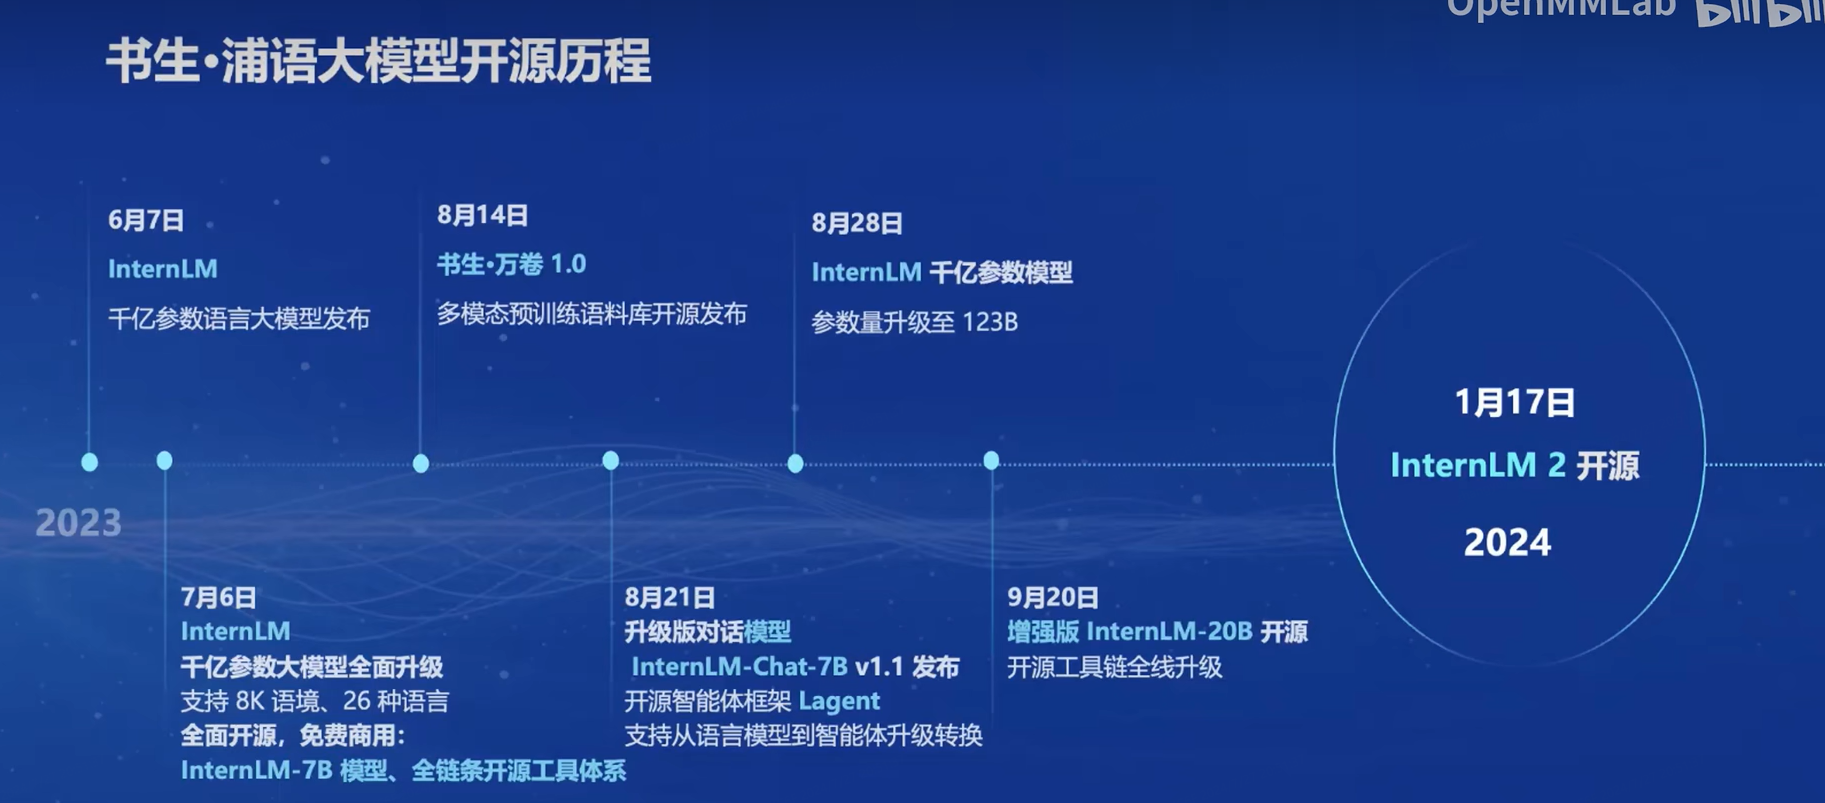 OpenMMLab bilibili
书生·浦语大模型开源历程
6月7日
InternLM
千亿参数语言大模型发布
8月14日
书生·万卷 1.0
多模态预训练语料库开源发布
8月28日
InternLM 千亿参数模型
参数量升级至 123B
1月17日
InternLM 2 开源
2024
2023
7月6日
InternLM
千亿参数大模型全面升级
支持 8K 语境、26 种语言
全面开源，免费商用：
InternLM-7B 模型、全链条开源工具体系
8月21日
升级版对话模型
InternLM-Chat-7B v1.1 发布
开源智能体框架 Lagent
支持从语言模型到智能体升级转换
9月20日
增强版 InternLM-20B 开源
开源工具链全线升级